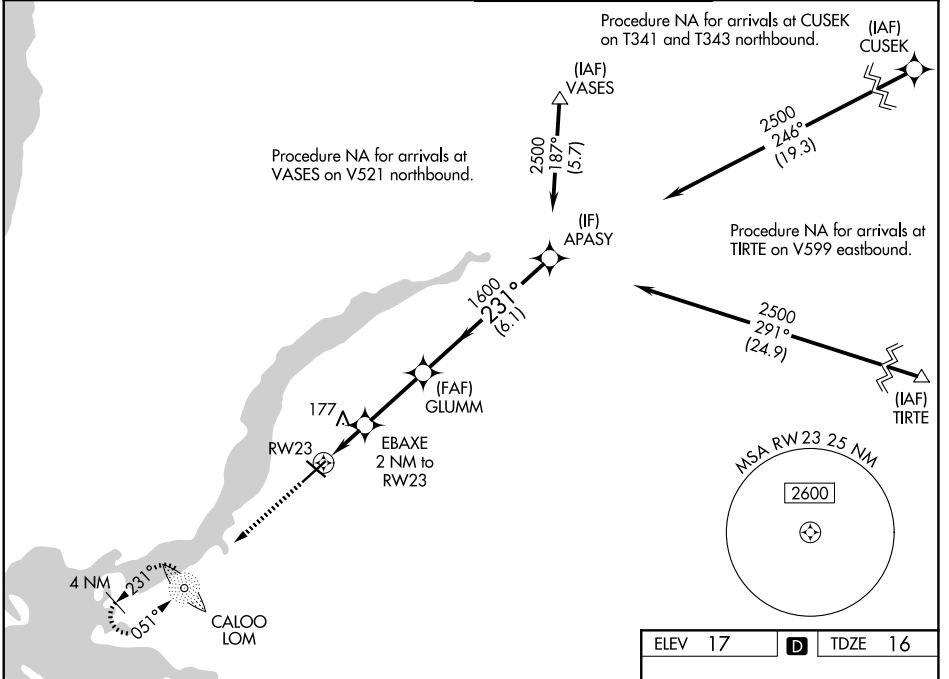 Procedure NA for arrivals at CUSEK
on T341 and T343 northbound.
(IAF)
CUSEK
(IAF)
VASES
2500
187°
(5.7)
2500
246°
(19.3)
Procedure NA for arrivals at
VASES on V521 northbound.
(IF)
APASY
Procedure NA for arrivals at
TIRTE on V599 eastbound.
1600
231°
(6.1)
2500
291°
(24.9)
(IAF)
TIRTE
(FAF)
GLUMM
177
EBAXE
2 NM to
RW23
RW23
MSA RW 23 25 NM
2600
4 NM
231°
051°
CALOO
LOM
ELEV 17
D
TDZE 16